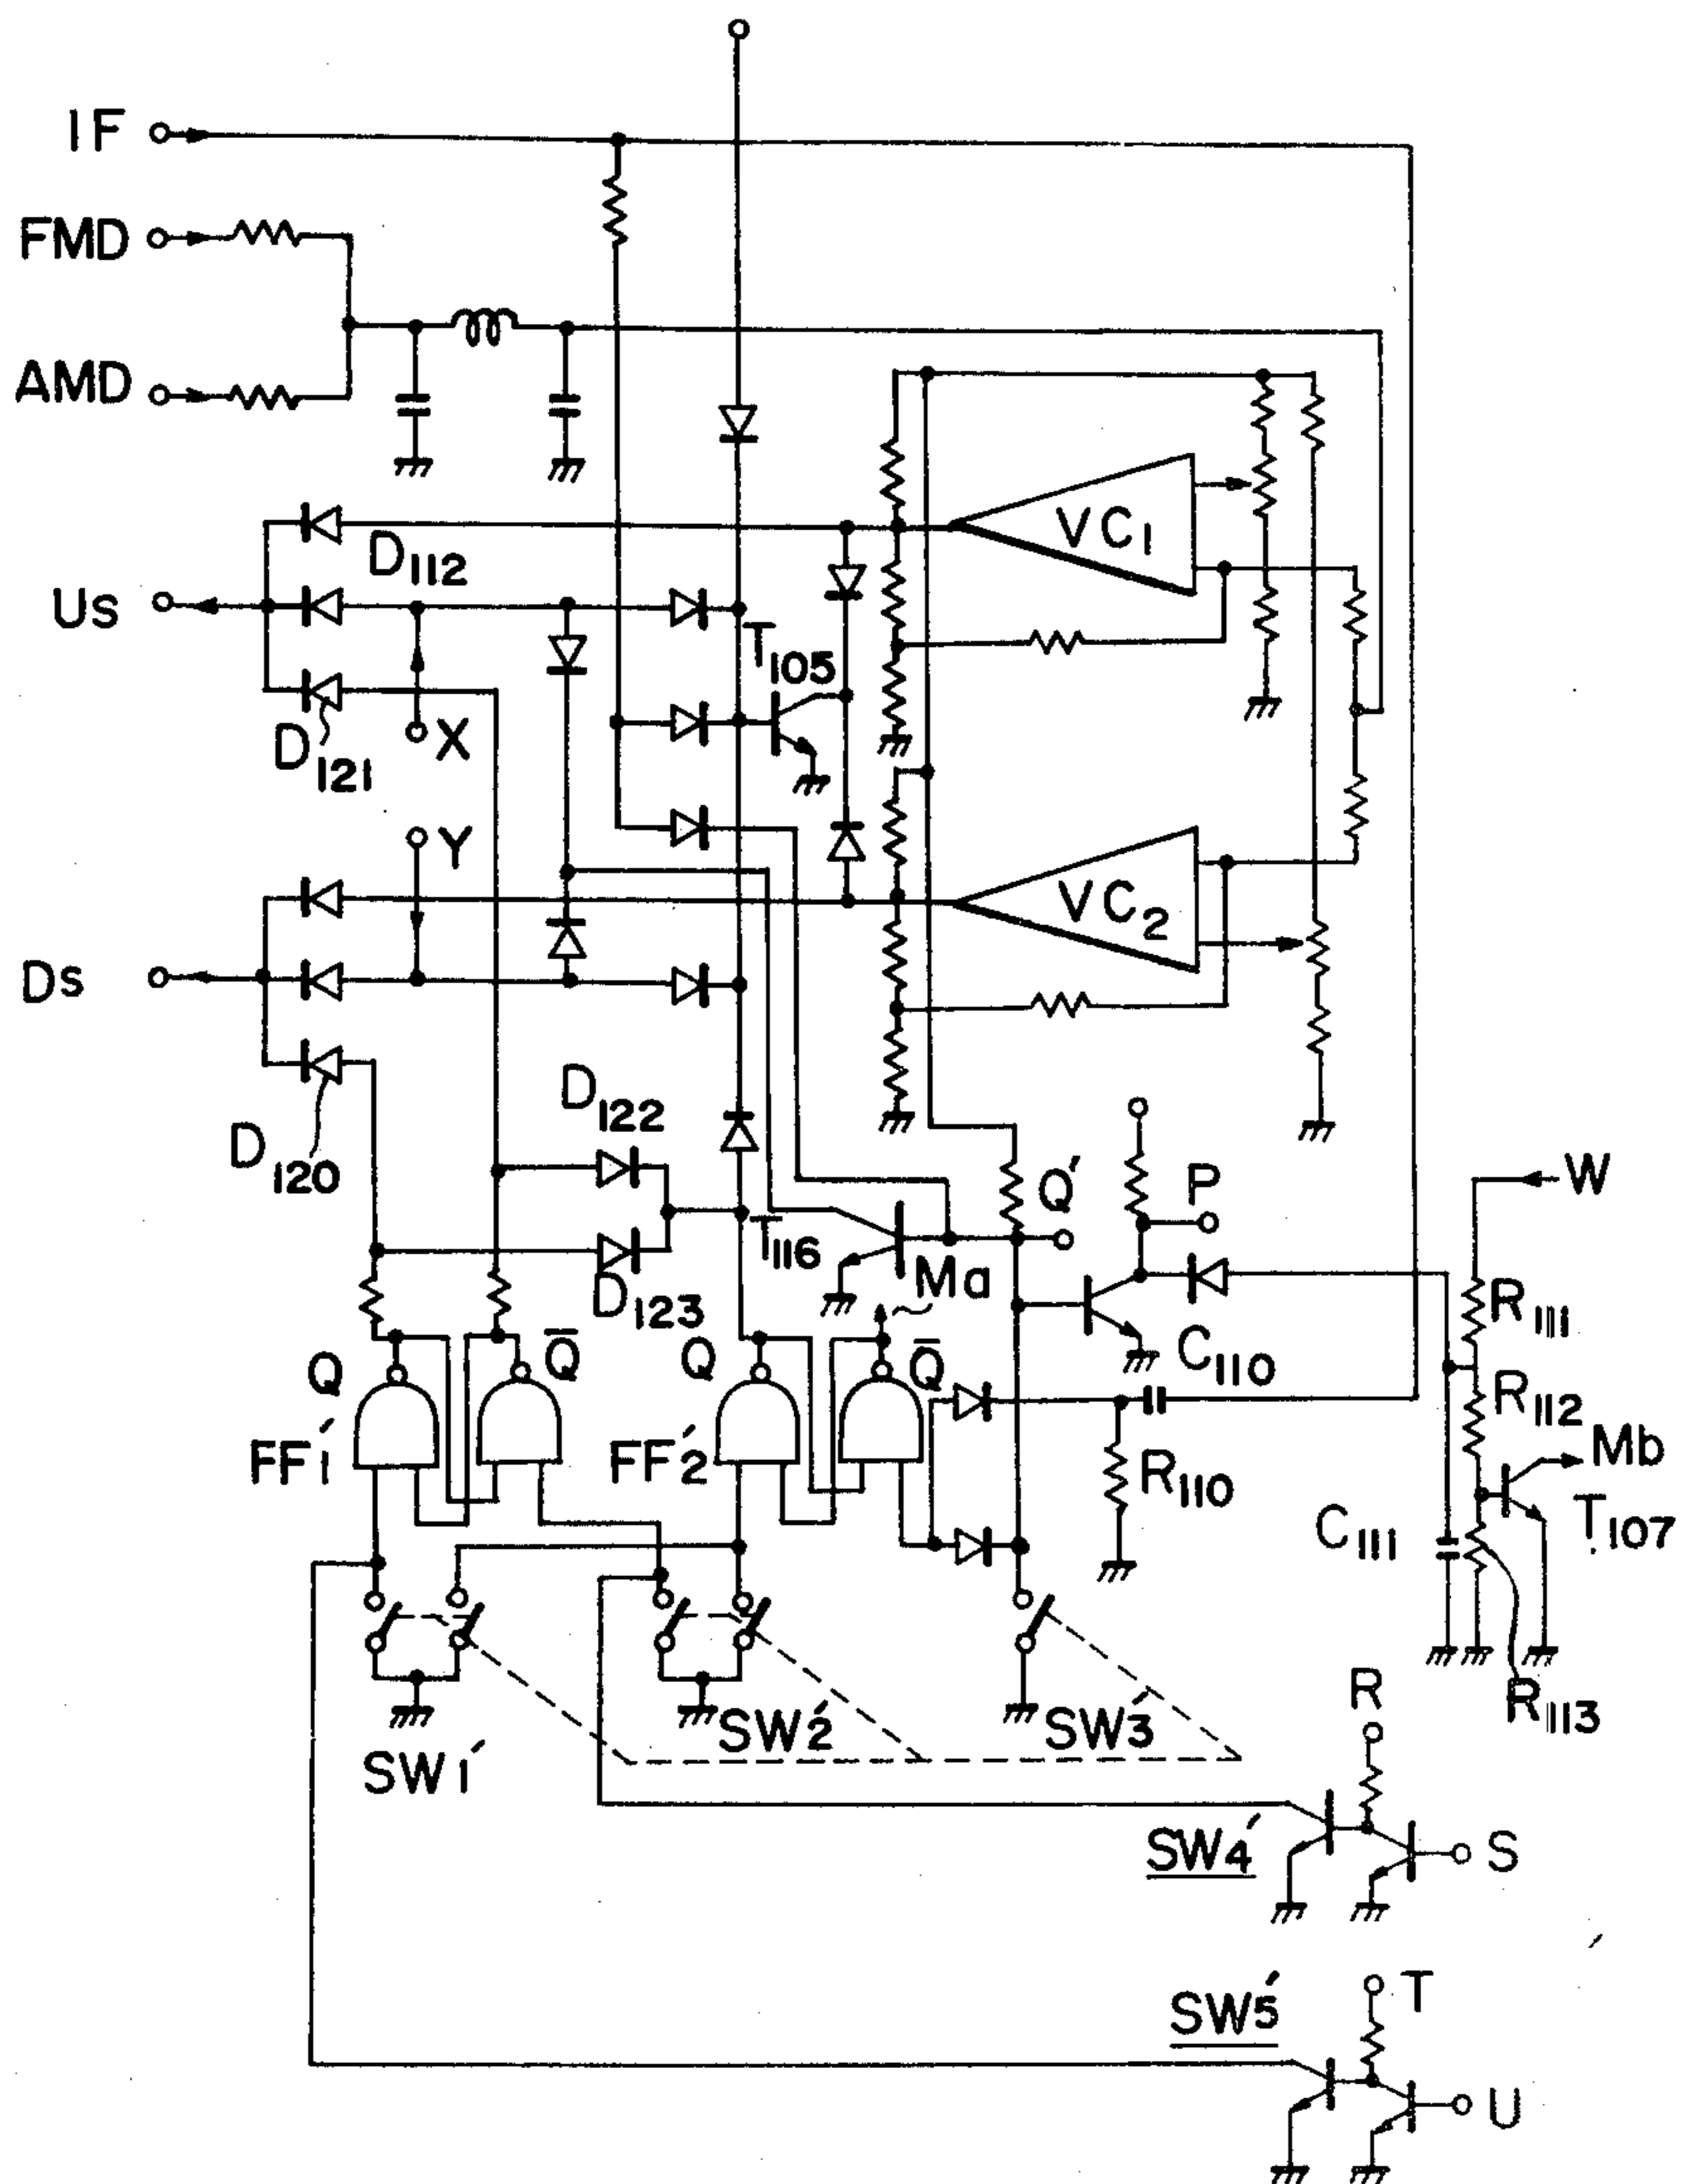 IF
FMD
AMD
VC1
D112
Us
T105
D121
X
Y
VC2
Ds
D122
D120
W
Q'
P
T116
Ma
D123
R111
Q
Q̅
Q
Q̅
C110
R112
FF1'
FF2'
Mb
R110
C111
T107
R113
SW1'
SW2'
SW3'
R
SW4'
S
SW5'
T
U